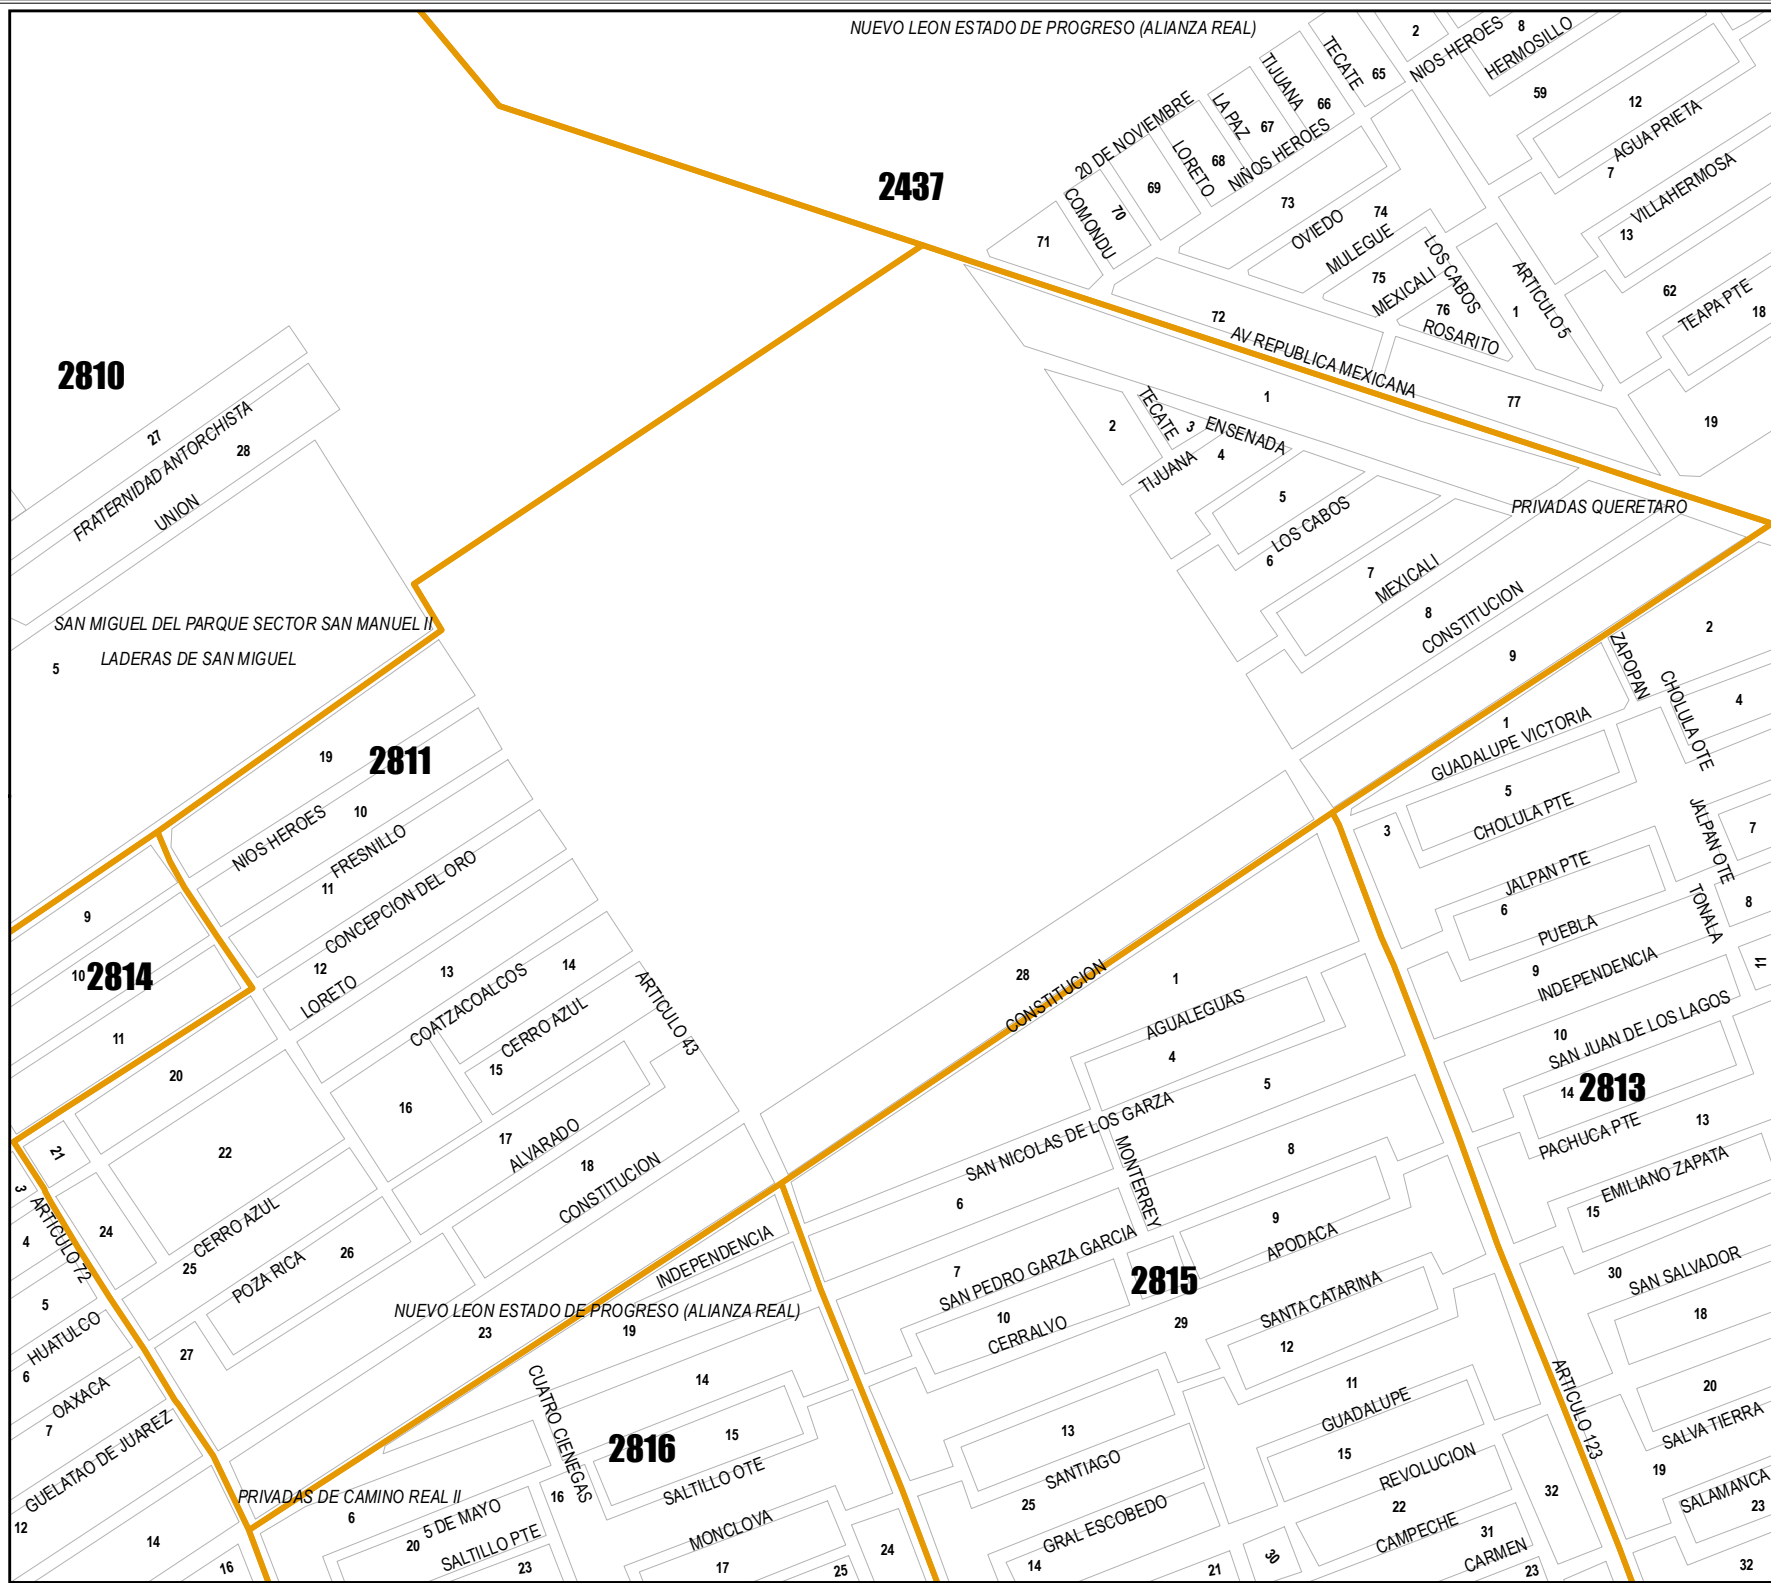 NUEVO LEON ESTADO DE PROGRESO (ALIANZA REAL)
2
8
NIOS HEROES
HERMOSILLO
TECATE
65
TIJUANA
66
59
12
AGUA PRIETA
7
20 DE NOVIEMBRE
LA PAZ
67
NIÑOS HEROES
LORETO
68
69
70
COMONDU
71
73
2437
VILLAHERMOSA
13
OVIEDO
74
MULEGUE
LOS CABOS
75
MEXICALI
76
ROSARITO
1
ARTICULO 5
62
TEAPA PTE
18
72
AV REPUBLICA MEXICANA
77
19
1
2810
27
FRATERNIDAD ANTORCHISTA
28
UNION
2
TECATE
3
ENSENADA
TIJUANA
4
5
LOS CABOS
6
PRIVADAS QUERETARO
7
MEXICALI
8
CONSTITUCION
9
SAN MIGUEL DEL PARQUE SECTOR SAN MANUEL II
LADERAS DE SAN MIGUEL
5
2
ZAPOPAN
CHOLULA OTE
4
1
GUADALUPE VICTORIA
19
2811
10
NIOS HEROES
FRESNILLO
11
CONCEPCION DEL ORO
5
CHOLULA PTE
3
JALPAN OTE
7
JALPAN PTE
6
PUEBLA
TONALA
8
9
10
2814
11
12
LORETO
13
14
COATZACOALCOS
CERRO AZUL
15
ARTICULO 43
28
CONSTITUCION
1
AGUALEGUAS
4
9
INDEPENDENCIA
11
10
SAN JUAN DE LOS LAGOS
14
2813
13
PACHUCA PTE
20
16
17
ALVARADO
18
CONSTITUCION
5
SAN NICOLAS DE LOS GARZA
MONTERREY
8
21
22
3
ARTICULO 72
24
CERRO AZUL
25
POZA RICA
26
4
5
6
9
APODACA
EMILIANO ZAPATA
15
INDEPENDENCIA
7
SAN PEDRO GARZA GARCIA
2815
SANTA CATARINA
30
SAN SALVADOR
NUEVO LEON ESTADO DE PROGRESO (ALIANZA REAL)
23
19
10
CERRALVO
29
12
18
HUATULCO
27
6
OAXACA
7
GUELATAO DE JUAREZ
CUATRO CIENEGAS
14
11
GUADALUPE
ARTICULO 123
20
SALVA TIERRA
2816
15
SALTILLO OTE
13
SANTIAGO
15
REVOLUCION
19
SALAMANCA
23
32
PRIVADAS DE CAMINO REAL II
6
16
12
14
16
20
5 DE MAYO
SALTILLO PTE
23
MONCLOVA
17
25
24
25
GRAL ESCOBEDO
14
21
30
22
CAMPECHE
31
CARMEN
23
32